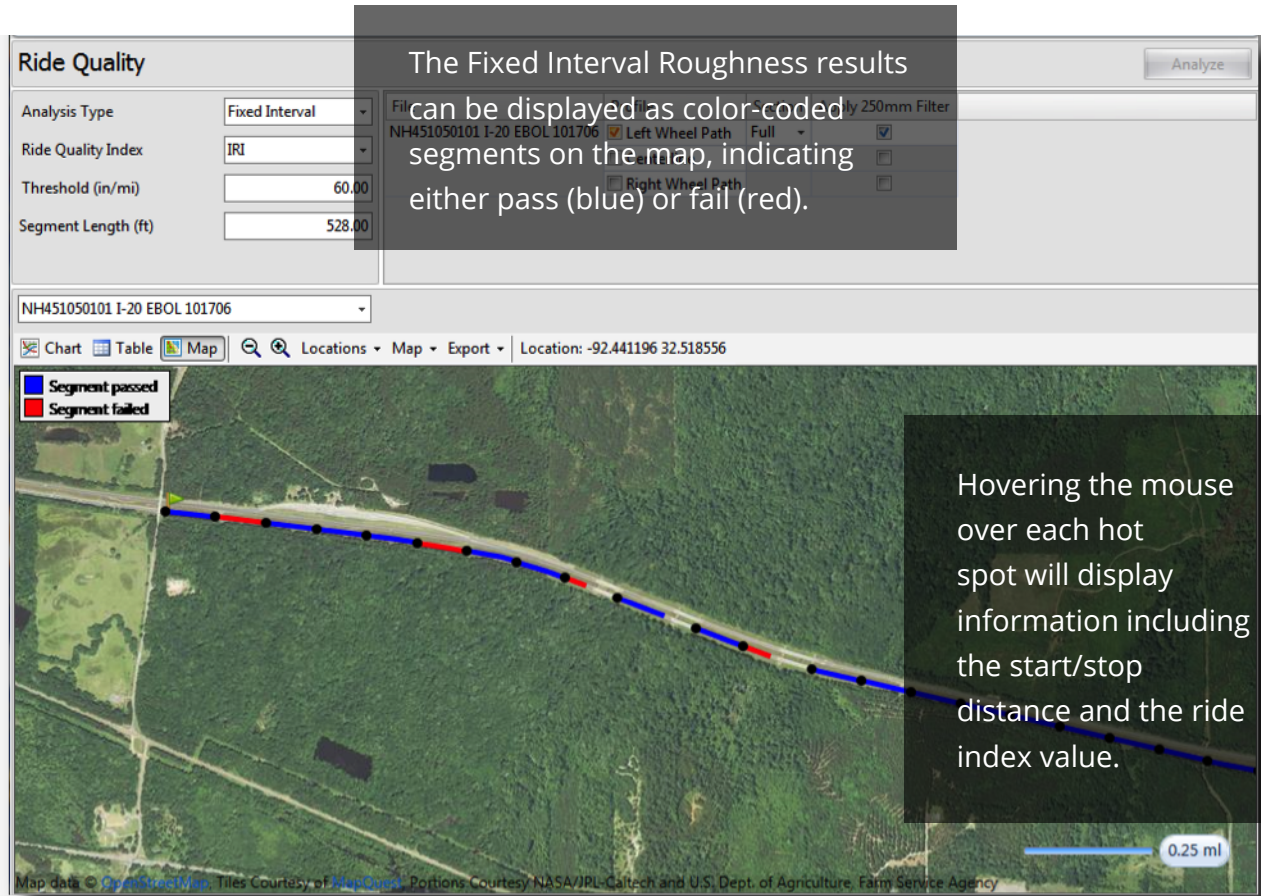 Ride Quality
Analyze
The Fixed Interval Roughness results
can be displayed as color-coded
segments on the map, indicating
either pass (blue) or fail (red).
Analysis Type Fixed Interval
Ride Quality Index IRI
Threshold (in/mi) 60.00
Segment Length (ft) 528.00
File Profile Section Apply 250mm Filter
NH451050101 I-20 EBOL 101706 Left Wheel Path Full
Right Wheel Path
NH451050101 I-20 EBOL 101706
Chart Table Map Locations Map Export Location: -92.441196 32.518556
Segment passed
Segment failed
Hovering the mouse
over each hot
spot will display
information including
the start/stop
distance and the ride
index value.
0.25 ml
Map data © OpenStreetMap, Tiles Courtesy of MapQuest, Portions Courtesy NASA/JPL-Caltech and U.S. Dept. of Agriculture, Farm Service Agency